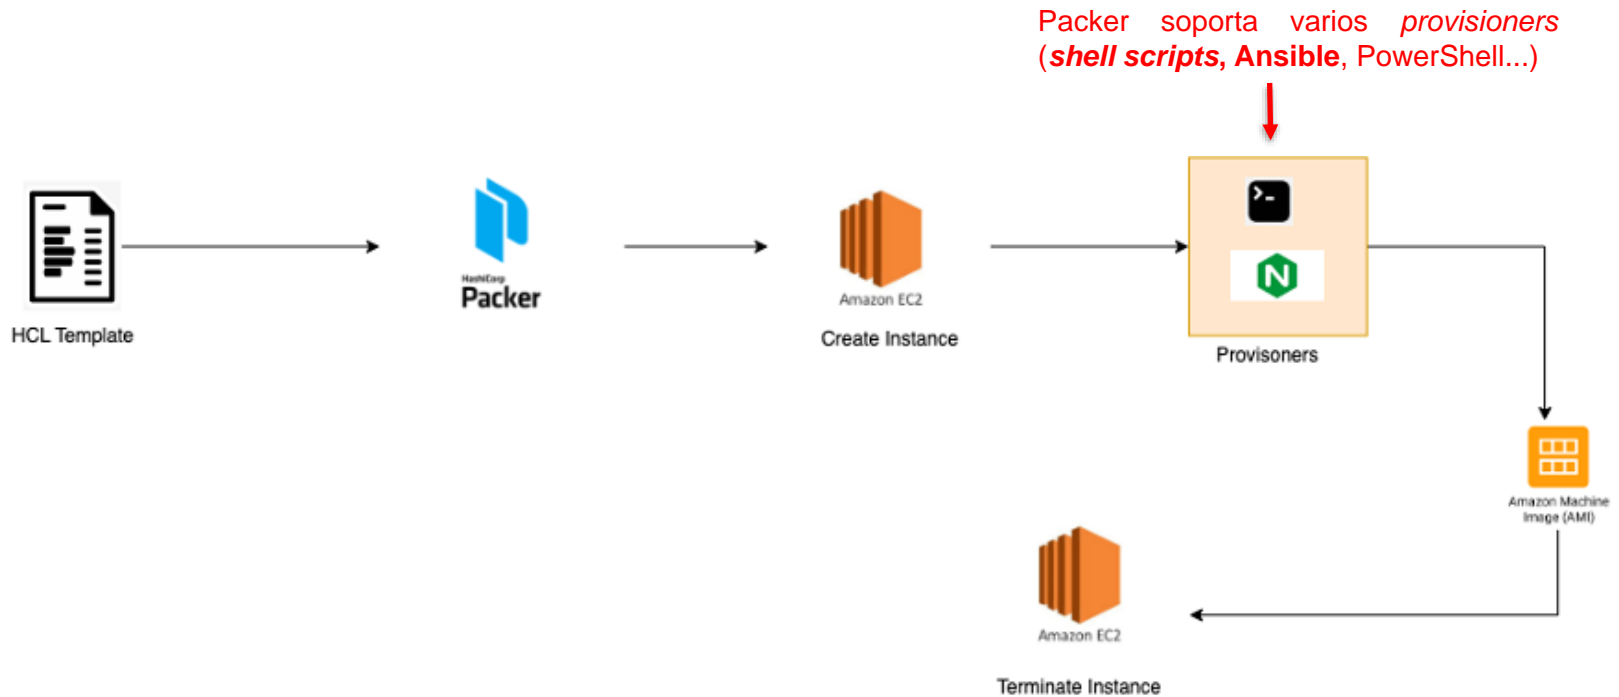 Packer soporta varios provisioners
(shell scripts, Ansible, PowerShell...)
HCL Template
HashiCorp
Packer
Amazon EC2
Create Instance
>-
N
Provisoners
Amazon Machine
Image (AMI)
Amazon EC2
Terminate Instance